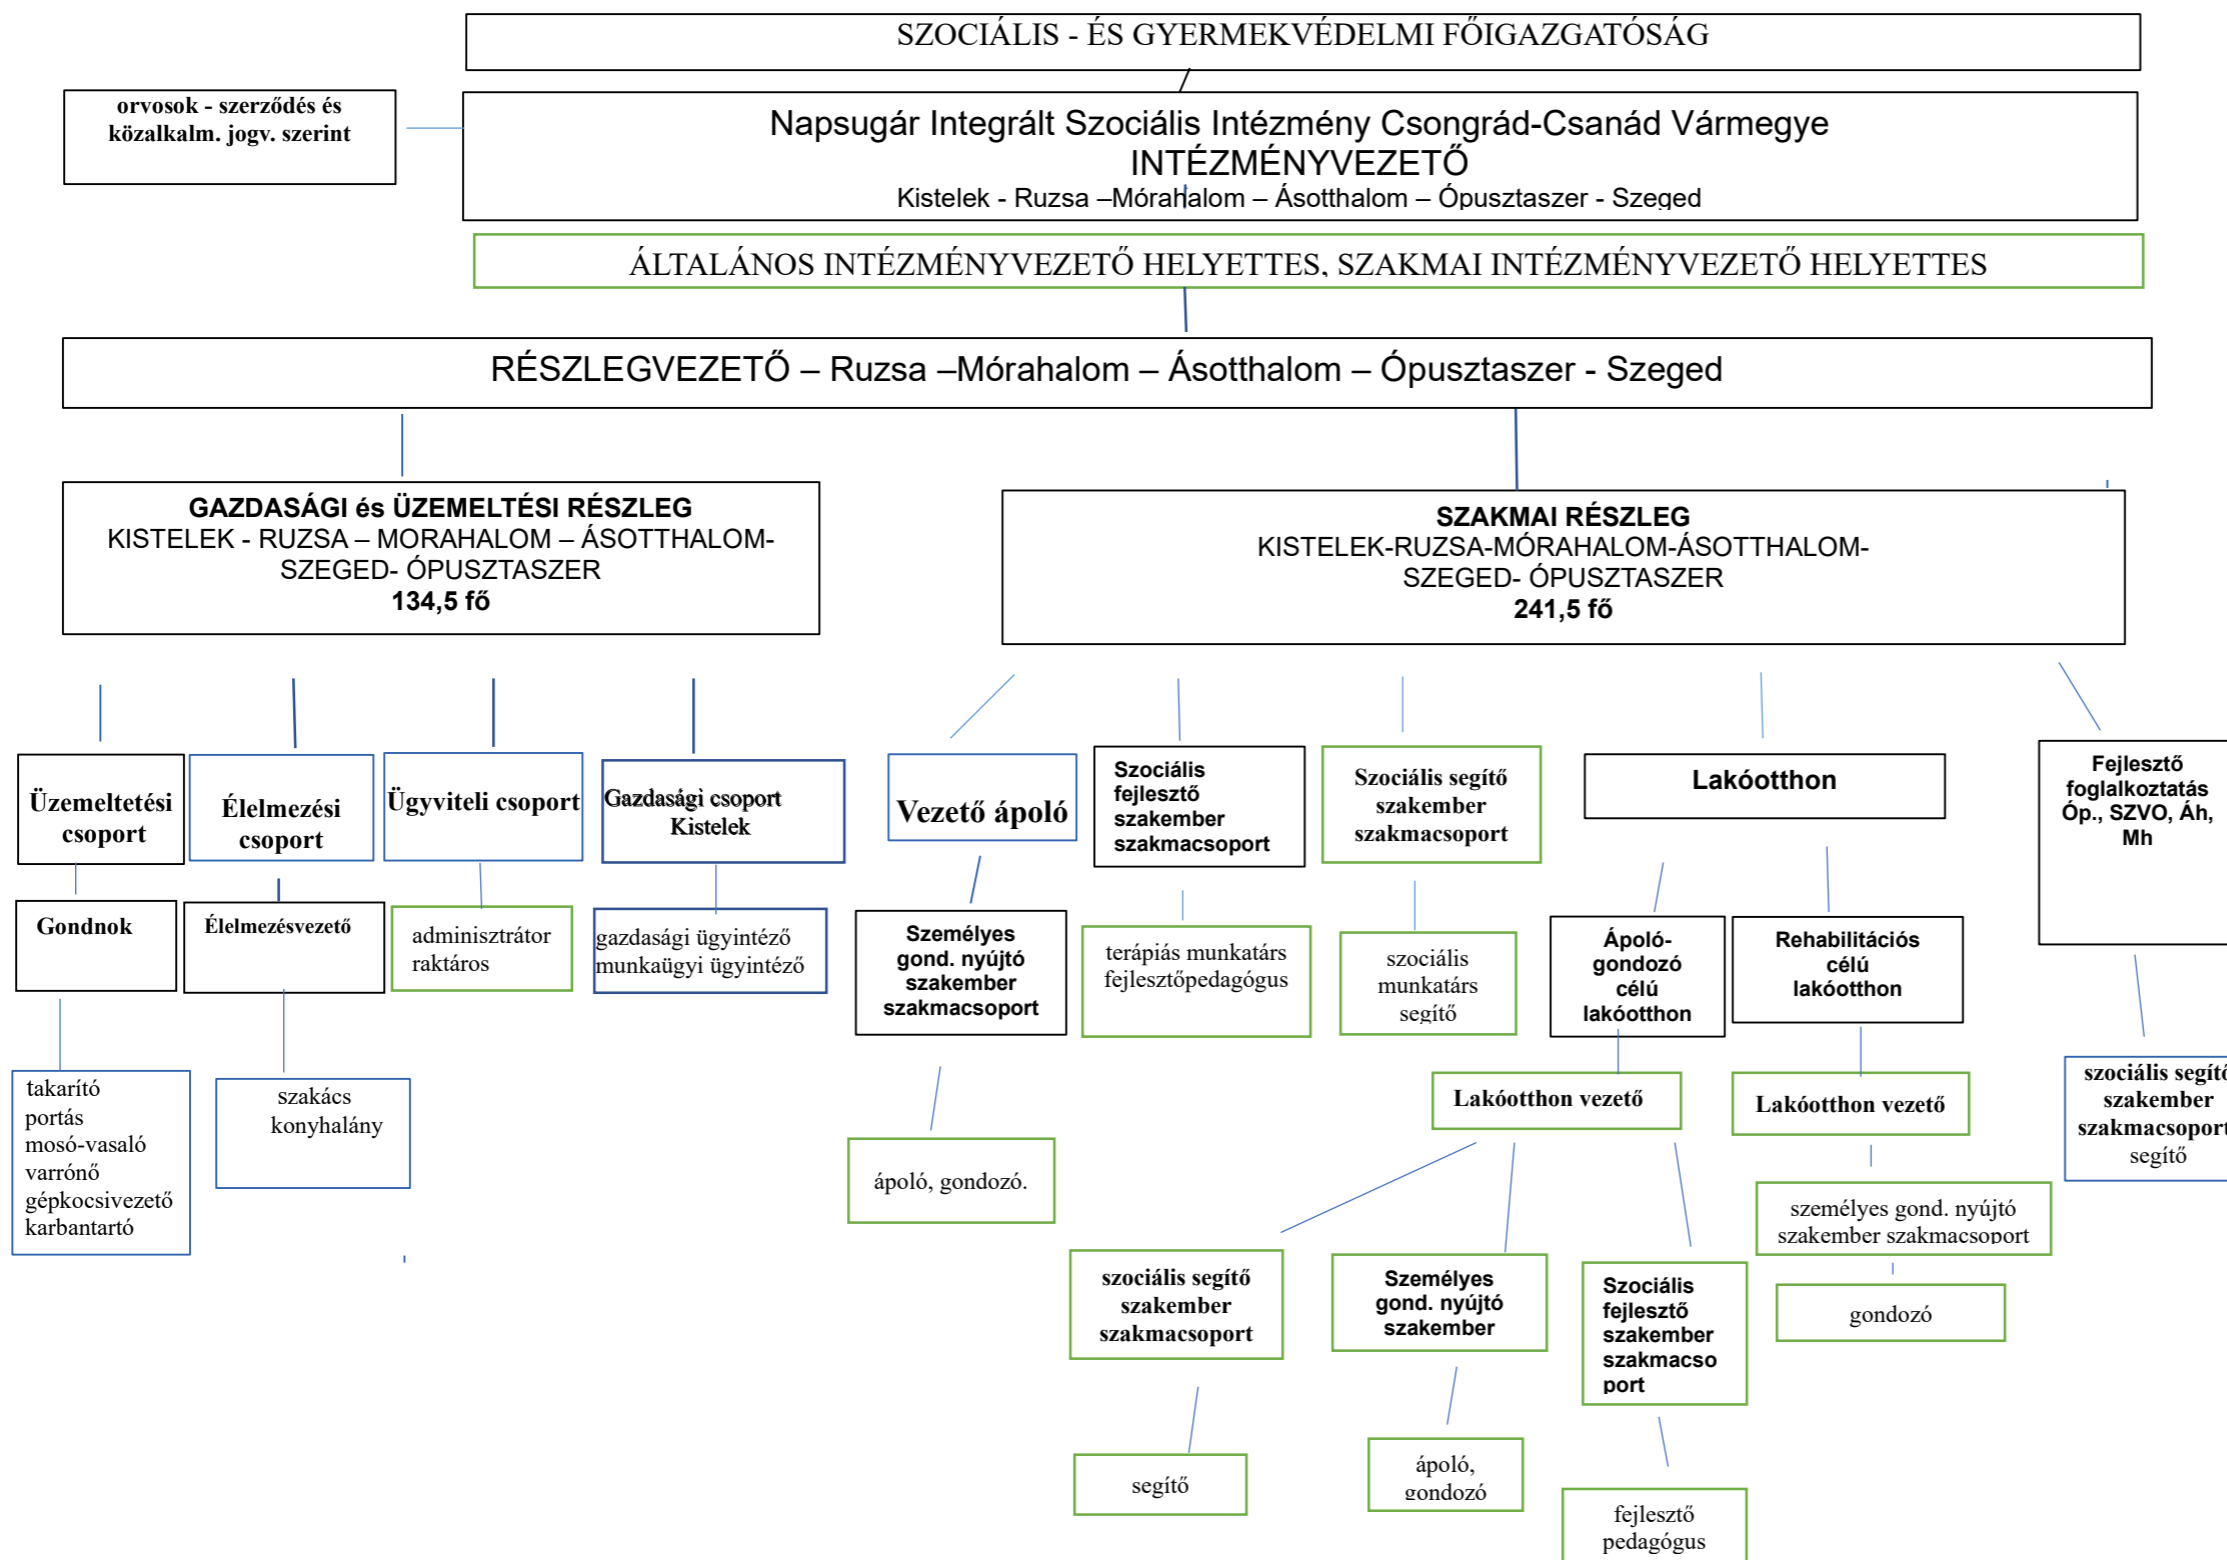 SZOCIÁLIS - ÉS GYERMEKVÉDELMI FŐIGAZGATÓSÁG
orvosok - szerződés és
közalkalm. jogv. szerint
Napsugár Integrált Szociális Intézmény Csongrád-Csanád Vármegye
INTÉZMÉNYVEZETŐ
Kistelek - Ruzsa –Mórahalom – Ásotthalom – Ópusztaszer - Szeged
ÁLTALÁNOS INTÉZMÉNYVEZETŐ HELYETTES, SZAKMAI INTÉZMÉNYVEZETŐ HELYETTES
RÉSZLEGVEZETŐ – Ruzsa –Mórahalom – Ásotthalom – Ópusztaszer - Szeged
GAZDASÁGI és ÜZEMELTÉSI RÉSZLEG
KISTELEK - RUZSA – MORAHALOM – ÁSOTTHALOM-
SZEGED- ÓPUSZTASZER
134,5 fő
SZAKMAI RÉSZLEG
KISTELEK-RUZSA-MÓRAHALOM-ÁSOTTHALOM-
SZEGED- ÓPUSZTASZER
241,5 fő
Üzemeltetési
csoport
Élelmezési
csoport
Ügyviteli csoport
Gazdasági csoport
Kistelek
Vezető ápoló
Szociális
fejlesztő
szakember
szakmacsoport
Szociális segítő
szakember
szakmacsoport
Lakóotthon
Fejlesztő
foglalkoztatás
Óp., SZVO, Áh,
Mh
Gondnok
Élelmezésvezető
adminisztrátor
raktáros
gazdasági ügyintéző
munkaügyi ügyintéző
Személyes
gond. nyújtó
szakember
szakmacsoport
terápiás munkatárs
fejlesztőpedagógus
szociális
munkatárs
segítő
Ápoló-
gondozó
célú
lakóotthon
Rehabilitációs
célú
lakóotthon
takarító
portás
mosó-vasaló
varrónő
gépkocsivezető
karbantartó
szakács
konyhalány
ápoló, gondozó.
Lakóotthon vezető
Lakóotthon vezető
szociális segítő
szakember
szakmacsoport
segítő
személyes gond. nyújtó
szakember szakmacsoport
gondozó
szociális segítő
szakember
szakmacsoport
Személyes
gond. nyújtó
szakember
Szociális
fejlesztő
szakember
szakmacso
port
segítő
ápoló,
gondozó
fejlesztő
pedagógus